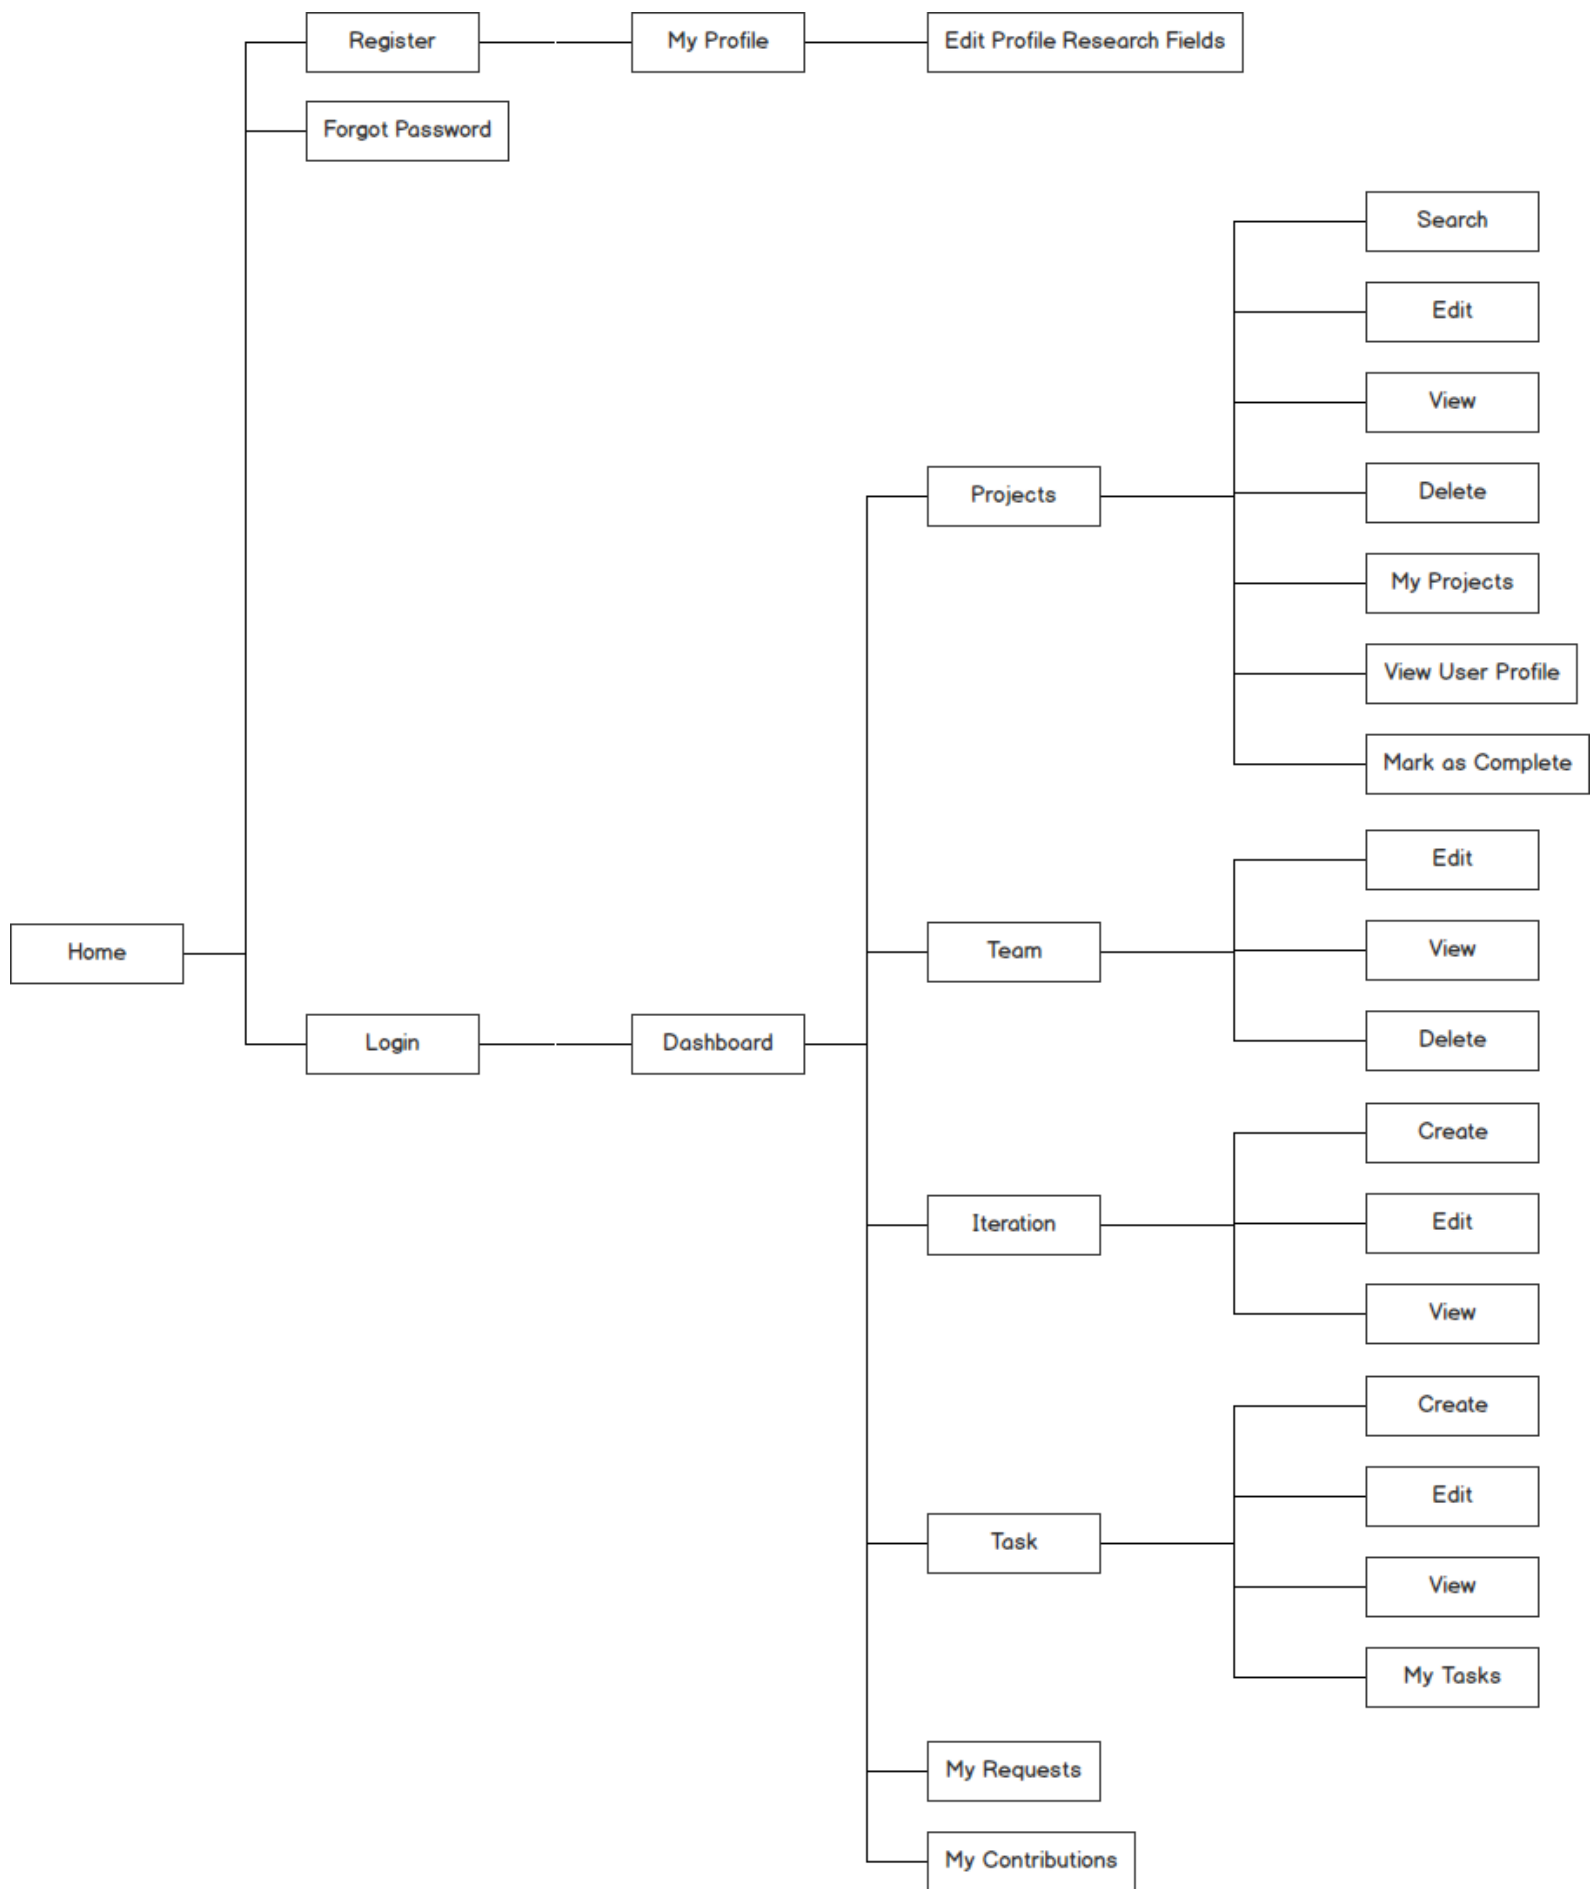 Register
My Profile
Edit Profile Research Fields
Forgot Password
Search
Edit
View
Delete
Projects
My Projects
View User Profile
Mark as Complete
Edit
Home
Team
View
Login
Dashboard
Delete
Create
Iteration
Edit
View
Create
Edit
Task
View
My Tasks
My Requests
My Contributions